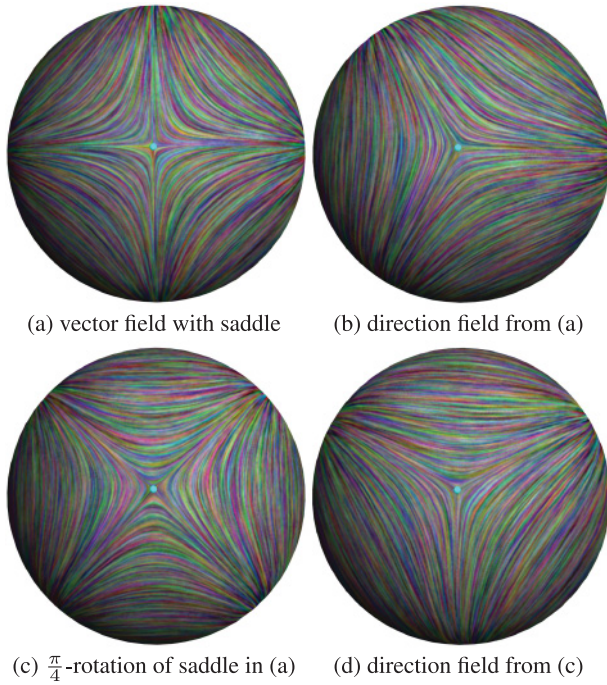 (a) vector field with saddle
(b) direction field from (a)
(c) π/4-rotation of saddle in (a)
(d) direction field from (c)